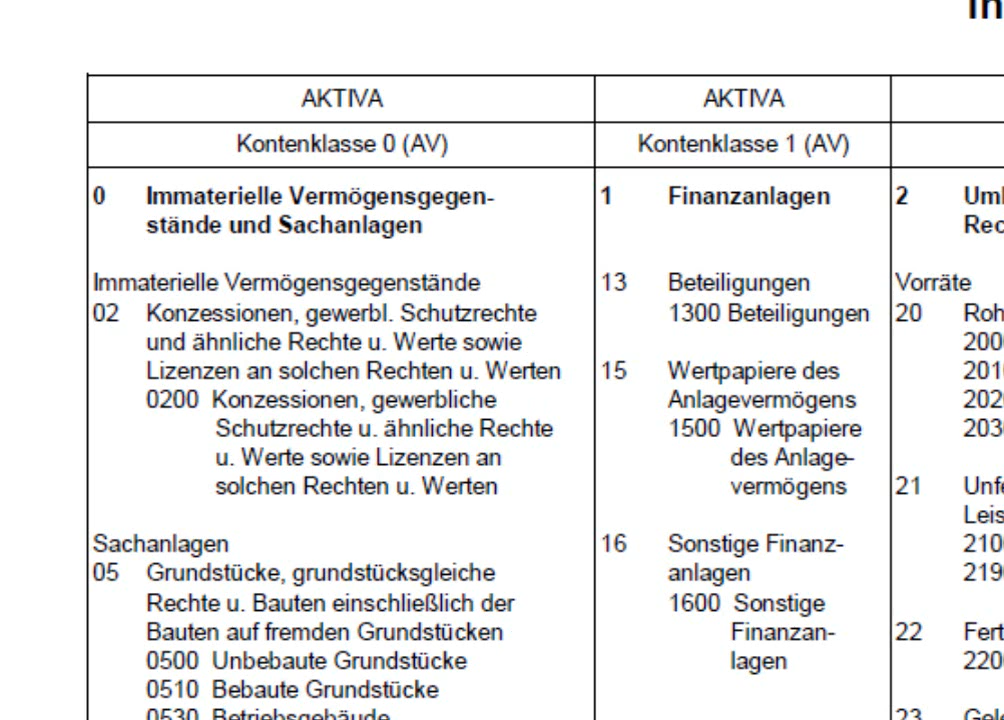 AKTIVA
Kontenklasse 0 (AV)
0 Immaterielle Vermögensgegen-
stände und Sachanlagen
Immaterielle Vermögensgegenstände
02 Konzessionen, gewerbl. Schutzrechte
und ähnliche Rechte u. Werte sowie
Lizenzen an solchen Rechten u. Werten
0200 Konzessionen, gewerbliche
Schutzrechte u. ähnliche Rechte
u. Werte sowie Lizenzen an
solchen Rechten u. Werten
Sachanlagen
05 Grundstücke, grundstücksgleiche
Rechte u. Bauten einschließlich der
Bauten auf fremden Grundstücken
0500 Unbebaute Grundstücke
0510 Bebaute Grundstücke
0530 Betriebsgebäude
AKTIVA
Kontenklasse 1 (AV)
1 Finanzanlagen
13 Beteiligungen
1300 Beteiligungen
15 Wertpapiere des
Anlagevermögens
1500 Wertpapiere
des Anlage-
vermögens
16 Sonstige Finanz-
anlagen
1600 Sonstige
Finanzan-
lagen
2
Vorräte
20
21
22
23